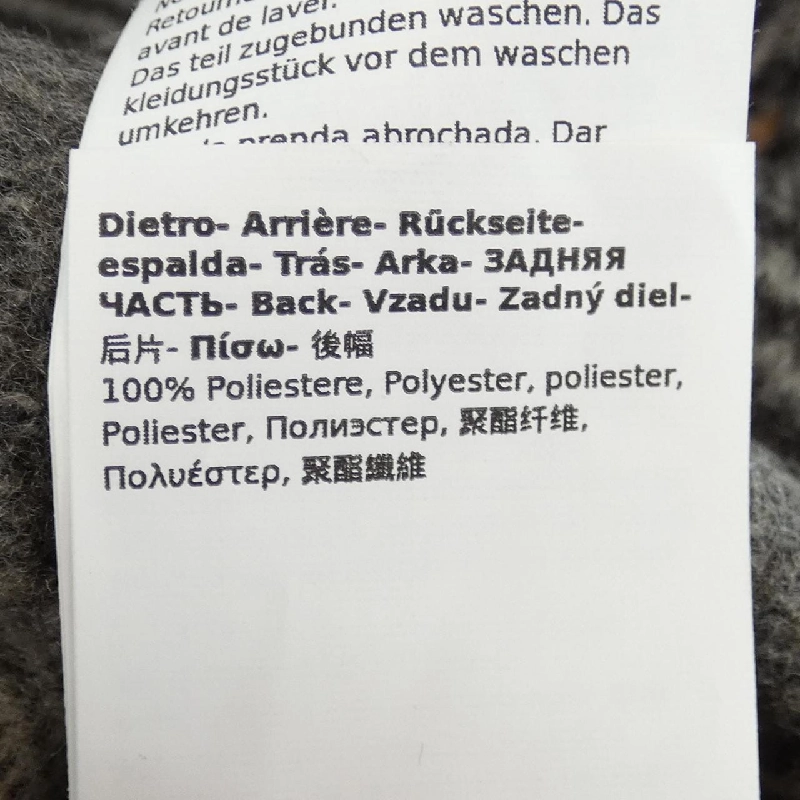 Retourn
avant de laver.
Das teil zugebunden waschen. Das
kleidungsstück vor dem waschen
umkehren.
prenda abrochada. Dar
Dietro- Arrière- Rückseite-
espalda- Trás- Arka- ЗАДНЯЯ
ЧАСТЬ- Back- Vzadu- Zadný diel-
后片- Πίσω- 後幅
100% Poliestere, Polyester, poliester,
Poliester, Полиэстер, 聚酯纤维,
Πολυέστερ, 聚酯纖維